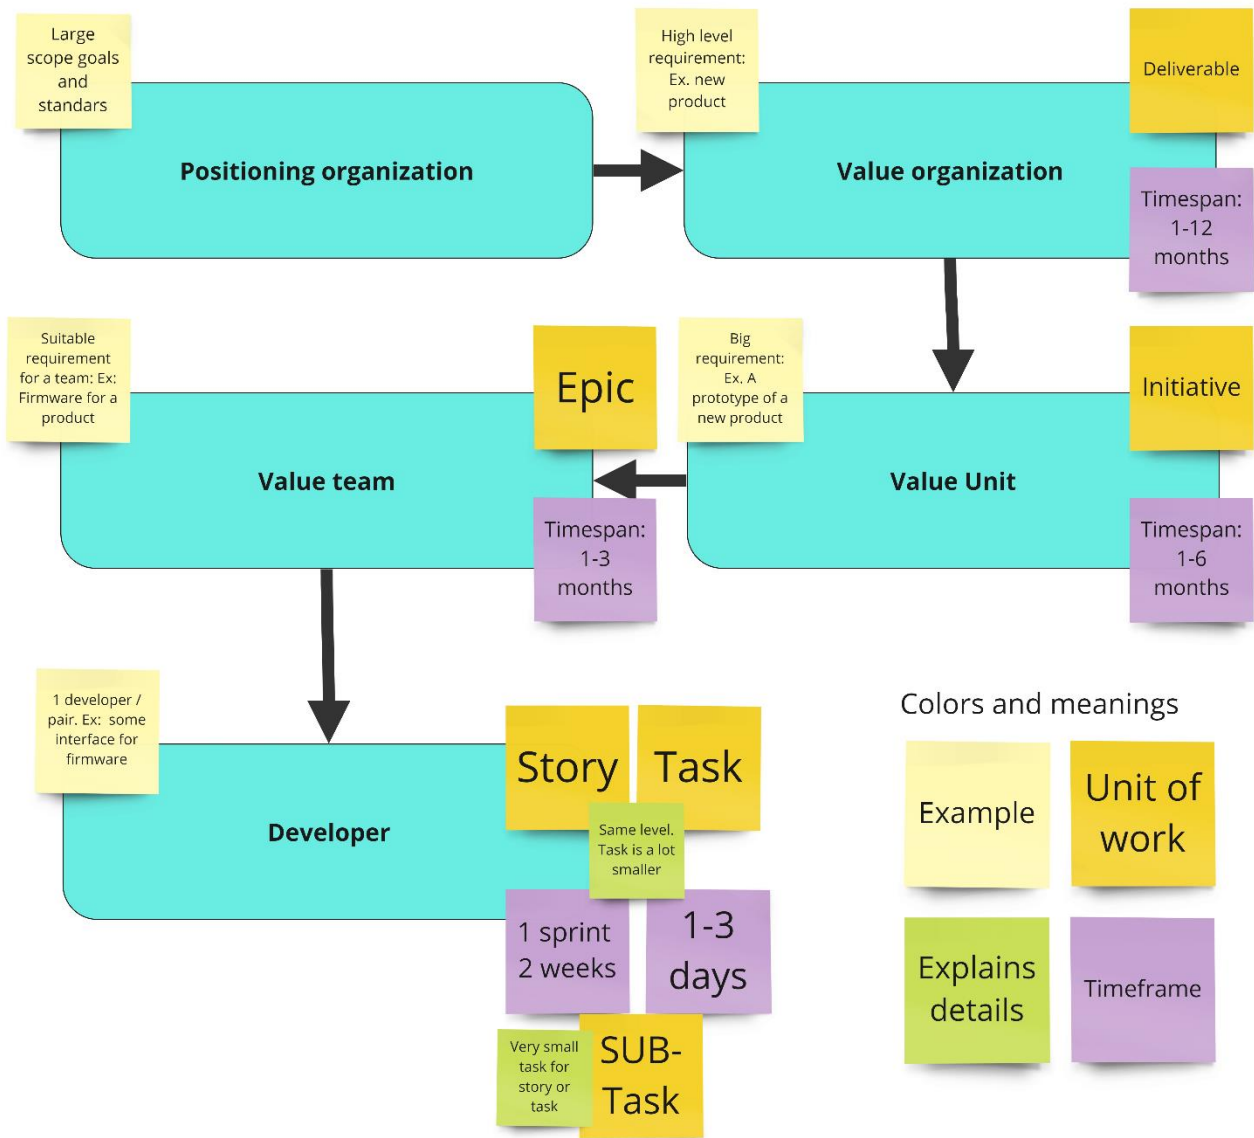 Large
scope goals
and
standars
Positioning organization
High level
requirement:
Ex. new
product
Value organization
Deliverable
Timespan:
1-12
months
Suitable
requirement
for a team: Ex:
Firmware for a
product
Value team
Epic
Timespan:
1-3
months
Big
requirement:
Ex. A
prototype of a
new product
Value Unit
Initiative
Timespan:
1-6
months
1 developer /
pair. Ex: some
interface for
firmware
Developer
Story
Task
Same level.
Task is a lot
smaller
1 sprint
2 weeks
1-3
days
Very small
task for
story or
task
SUB-
Task
Colors and meanings
Example
Unit of
work
Explains
details
Timeframe